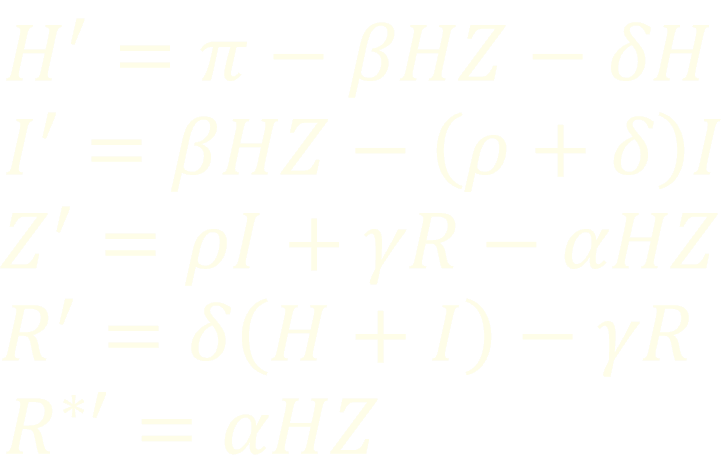 H′ = π − βHZ − δH
I′ = βHZ − (ρ + δ)I
Z′ = ρI + γR − αHZ
R′ = δ(H + I) − γR
R*′ = αHZ